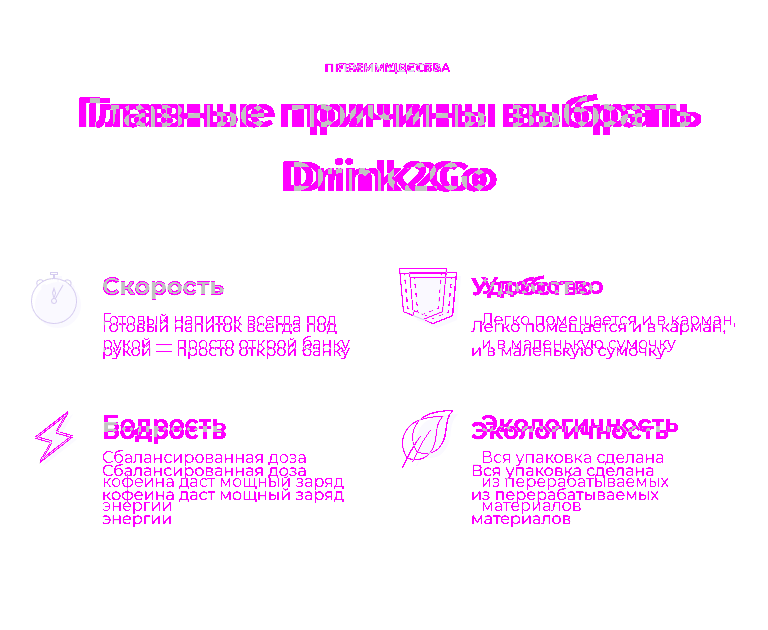 ПРЕИМУЩЕСТВА
Главные причины выбрать
Drink2Go
Скорость
Готовый напиток всегда под
рукой — просто открой банку
Удобство
Легко помещается и в карман,
и в маленькую сумочку
Бодрость
Сбалансированная доза
кофеина даст мощный заряд
энергии
Экологичность
Вся упаковка сделана
из перерабатываемых
материалов